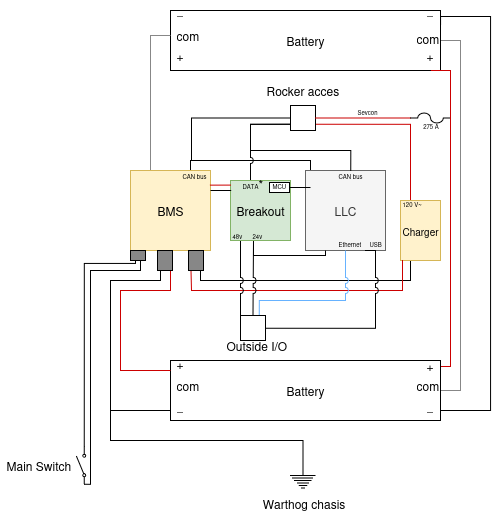 − −
com Battery com
+ +
Rocker acces
Sevcon
275 A
CAN bus CAN bus
DATA * MCU
120 V~
BMS Breakout LLC
Charger
48v 24v
Ethernet USB
Outside I/O
+ +
com Battery com
− −
Main Switch
Warthog chasis